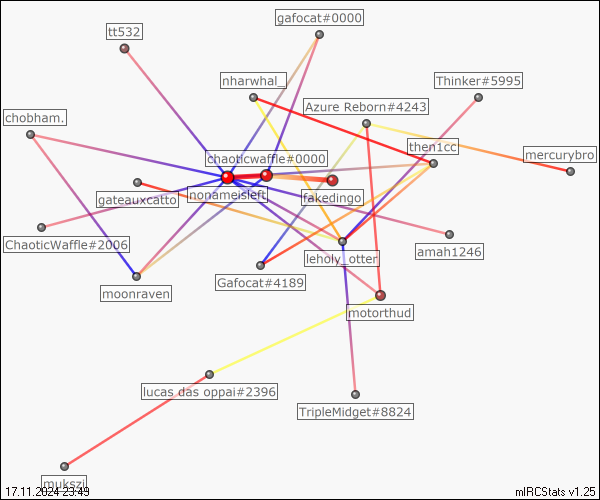 gafocat#0000
tt532
nharwhal_
Thinker#5995
Azure Reborn#4243
chobham.
then1cr
mercurybro
chaoticwaffle#0000
gateauxcatto
nonameisleft
fakedingo
ChaoticWaffle#2006
leholy_otter
amah1246
moonraven
Gafocat#4189
motorthud
lucas das oppai#2396
TripleMidget#8824
mukszi
17.11.2024 23:49
mIRCStats v1.25